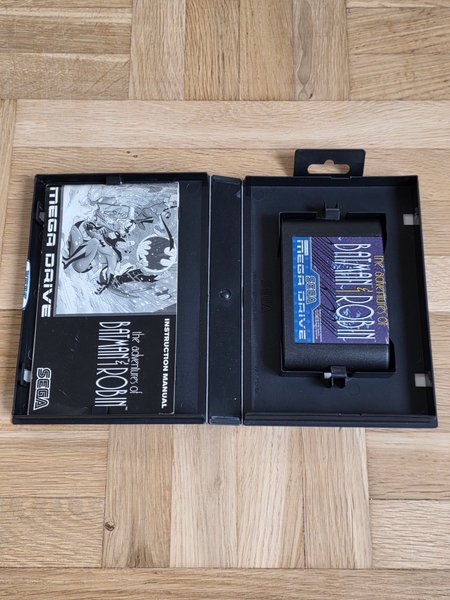 MEGA DRIVE
INSTRUCTION MANUAL
the adventures of
BATMAN &
ROBIN
SEGA
the adventures of
BATMAN &
ROBIN
SEGA
MEGA DRIVE